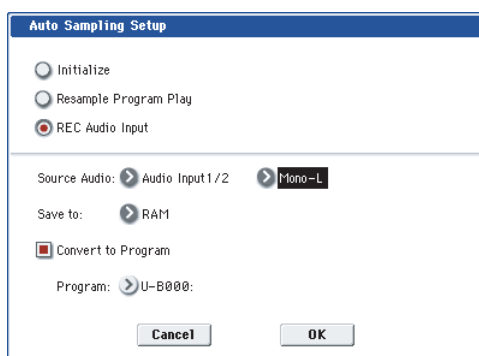 Auto Sampling Setup
Initialize
Resample Program Play
REC Audio Input
Source Audio: Audio Input1/2 Mono-L
Save to: RAM
Convert to Program
Program: U-B000:
Cancel OK